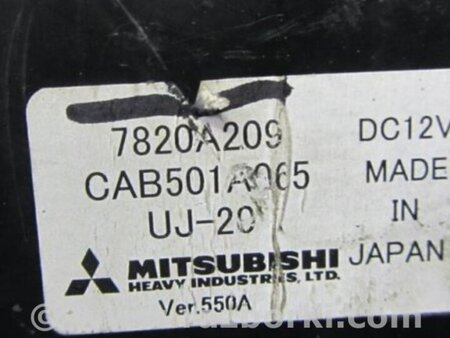 7820A209
CAB501A065
UJ-20
MITSUBISHI
HEAVY INDUSTRIES, LTD.
Ver.550A
DC12V
MADE
IN
JAPAN